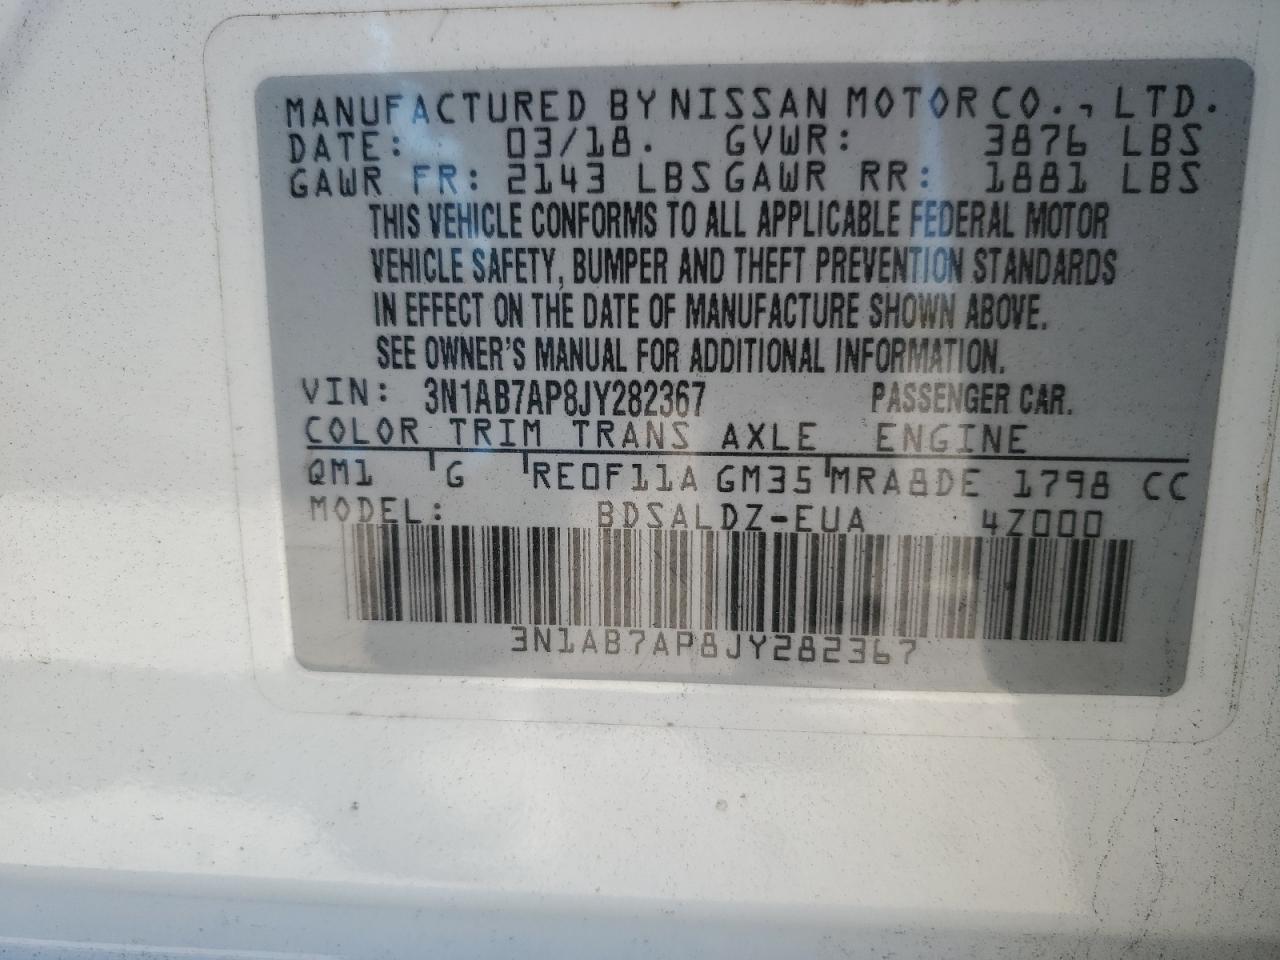 MANUFACTURED BY NISSAN MOTOR CO., LTD.
DATE: 03/18. GVWR: 3876 LBS
GAWR FR: 2143 LBS GAWR RR: 1881 LBS
THIS VEHICLE CONFORMS TO ALL APPLICABLE FEDERAL MOTOR
VEHICLE SAFETY, BUMPER AND THEFT PREVENTION STANDARDS
IN EFFECT ON THE DATE OF MANUFACTURE SHOWN ABOVE.
SEE OWNER'S MANUAL FOR ADDITIONAL INFORMATION.
VIN: 3N1AB7AP8JY282367 PASSENGER CAR.
COLOR TRIM TRANS AXLE ENGINE
QM1 G RE0F11A GM35 MRA8DE 1798 CC
MODEL: BDSALDZ-EUA 4Z000
3N1AB7AP8JY282367